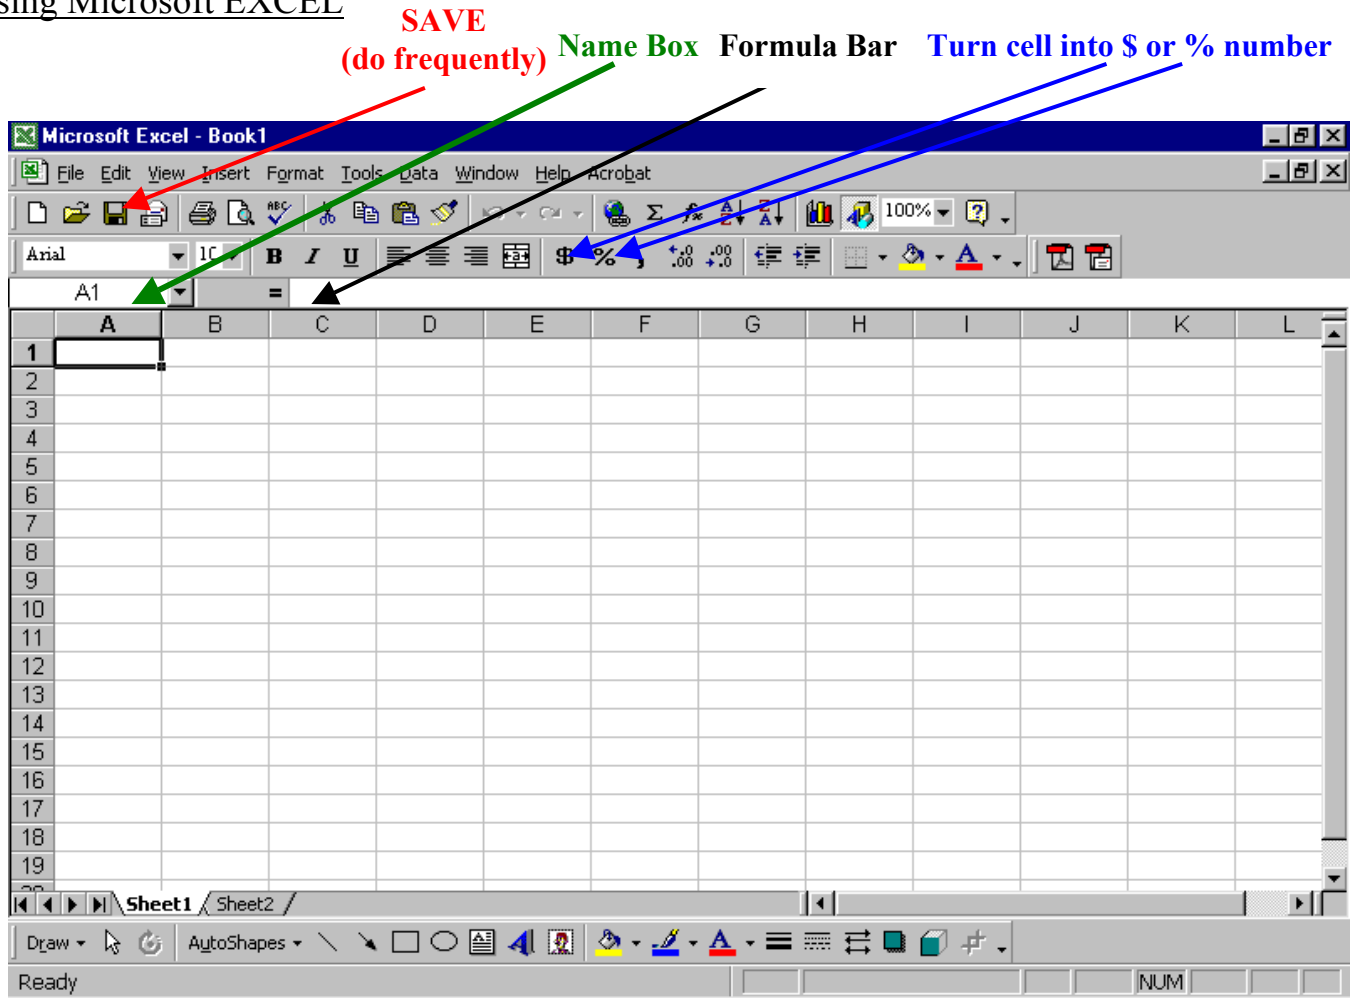 sing Microsoft EXCEL
SAVE
(do frequently)
Name Box Formula Bar Turn cell into $ or % number
Microsoft Excel - Book1
File Edit View Insert Format Tools Data Window Help Acrobat
100%
Arial 10 B I U $ % ,
A1 =
A B C D E F G H I J K L
1
2
3
4
5
6
7
8
9
10
11
12
13
14
15
16
17
18
19
Sheet1 Sheet2
Draw AutoShapes
Ready NUM